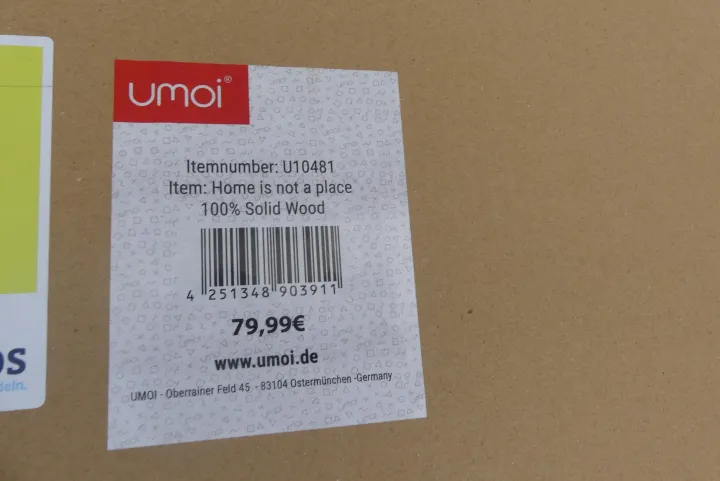 umoi®
Itemnumber: U10481
Item: Home is not a place
100% Solid Wood
4 251348 903911
79,99€
www.umoi.de
UMOI - Oberrainer Feld 45 - 83104 Ostermünchen -Germany